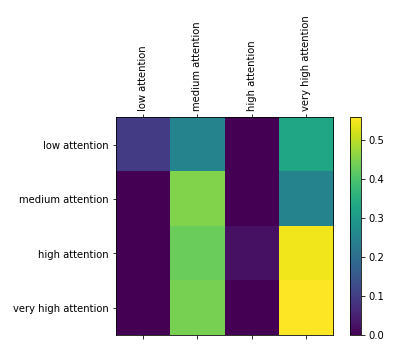 low attention
medium attention
high attention
very high attention
low attention
medium attention
high attention
very high attention
0.5
0.4
0.3
0.2
0.1
0.0